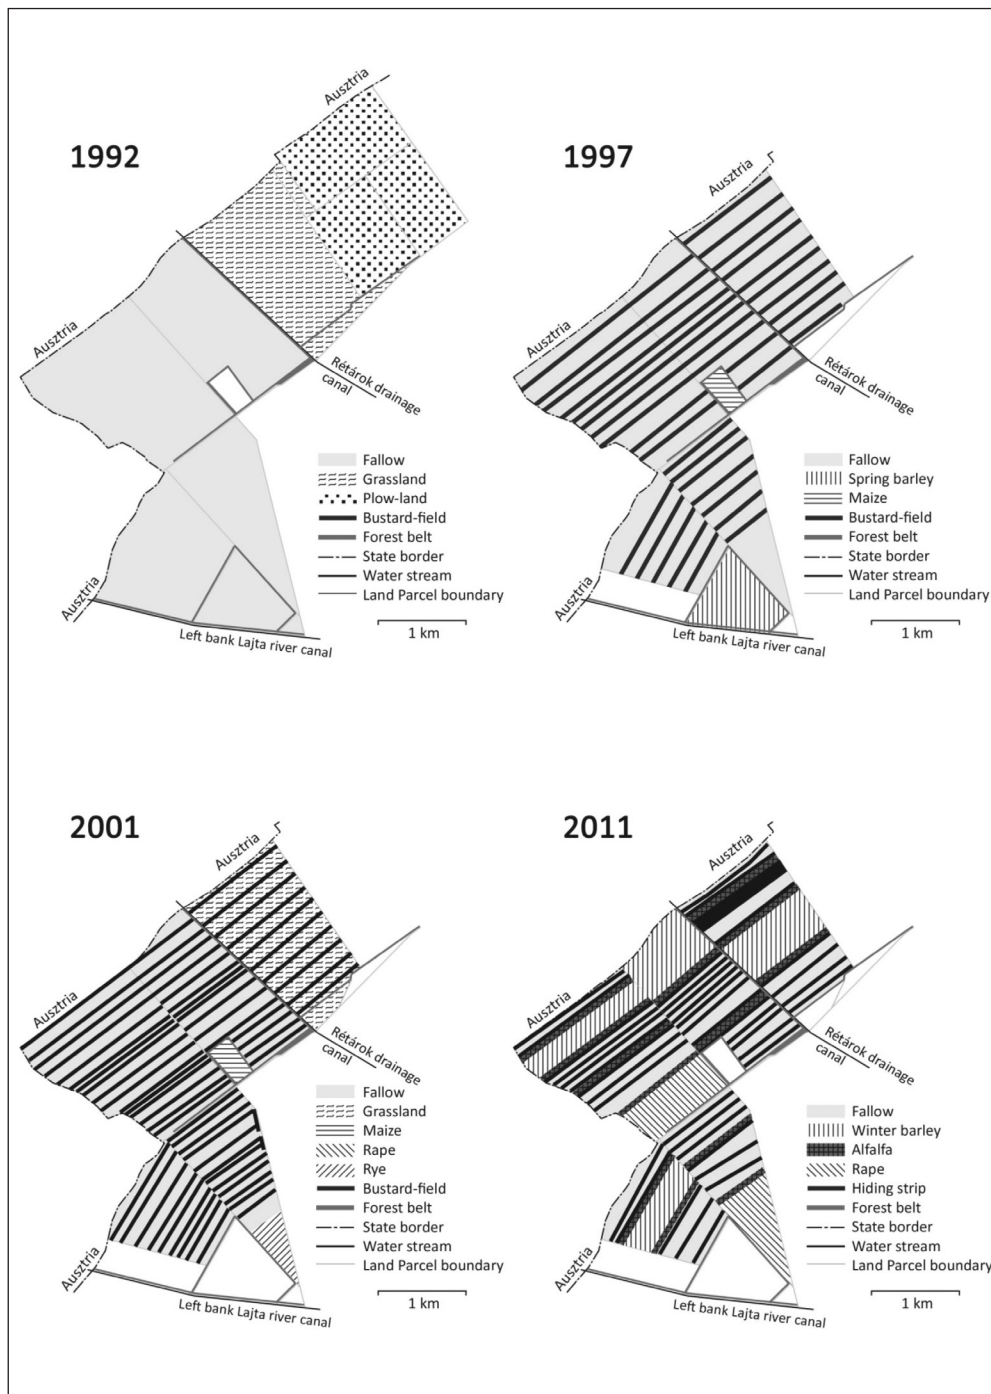 1992
Ausztria
Ausztria
Rétárok drainage
canal
Fallow
Grassland
Plow-land
Bustard-field
Forest belt
State border
Water stream
Land Parcel boundary
1 km
Ausztria
Left bank Lajta river canal
1997
Ausztria
Ausztria
Rétárok drainage
canal
Fallow
Spring barley
Maize
Bustard-field
Forest belt
State border
Water stream
Land Parcel boundary
1 km
Ausztria
Left bank Lajta river canal
2001
Ausztria
Ausztria
Rétárok drainage
canal
Fallow
Grassland
Maize
Rape
Rye
Bustard-field
Forest belt
State border
Water stream
Land Parcel boundary
1 km
Ausztria
Left bank Lajta river canal
2011
Ausztria
Ausztria
Rétárok drainage
canal
Fallow
Winter barley
Alfalfa
Rape
Hiding strip
Forest belt
State border
Water stream
Land Parcel boundary
1 km
Ausztria
Left bank Lajta river canal